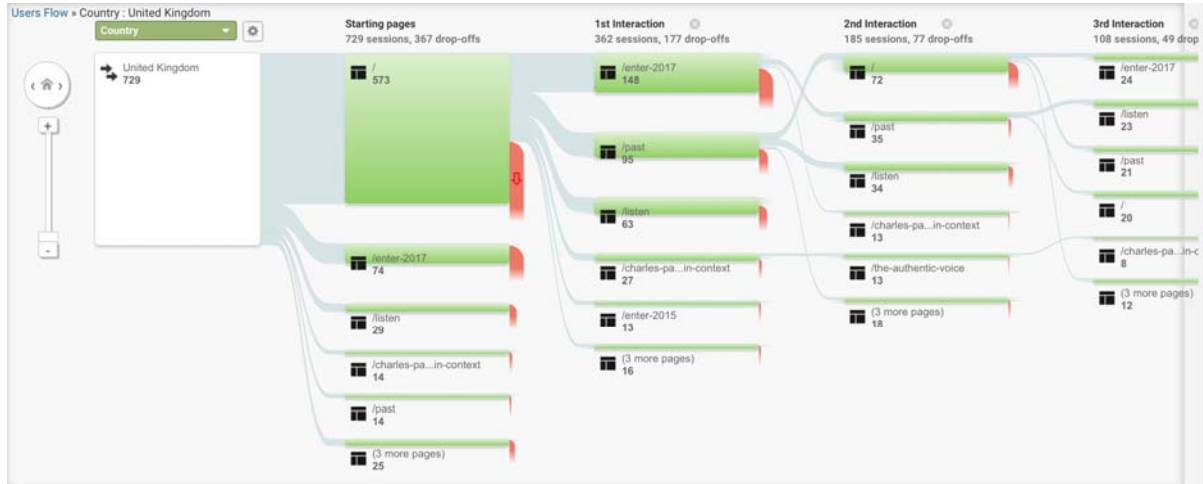 Users Flow » Country : United Kingdom
Country
United Kingdom
729
Starting pages
729 sessions, 367 drop-offs
/
573
/enter-2017
74
/listen
29
/charles-pa...in-context
14
/past
14
(3 more pages)
25
1st Interaction
362 sessions, 177 drop-offs
/enter-2017
148
/past
95
/listen
63
/charles-pa...in-context
27
/enter-2015
13
(3 more pages)
16
2nd Interaction
185 sessions, 77 drop-offs
/
72
/past
35
/listen
34
/charles-pa...in-context
13
/the-authentic-voice
13
(3 more pages)
18
3rd Interaction
108 sessions, 49 drop
/enter-2017
24
/listen
23
/past
21
/
20
/charles-pa...in-c
8
(3 more pages)
12